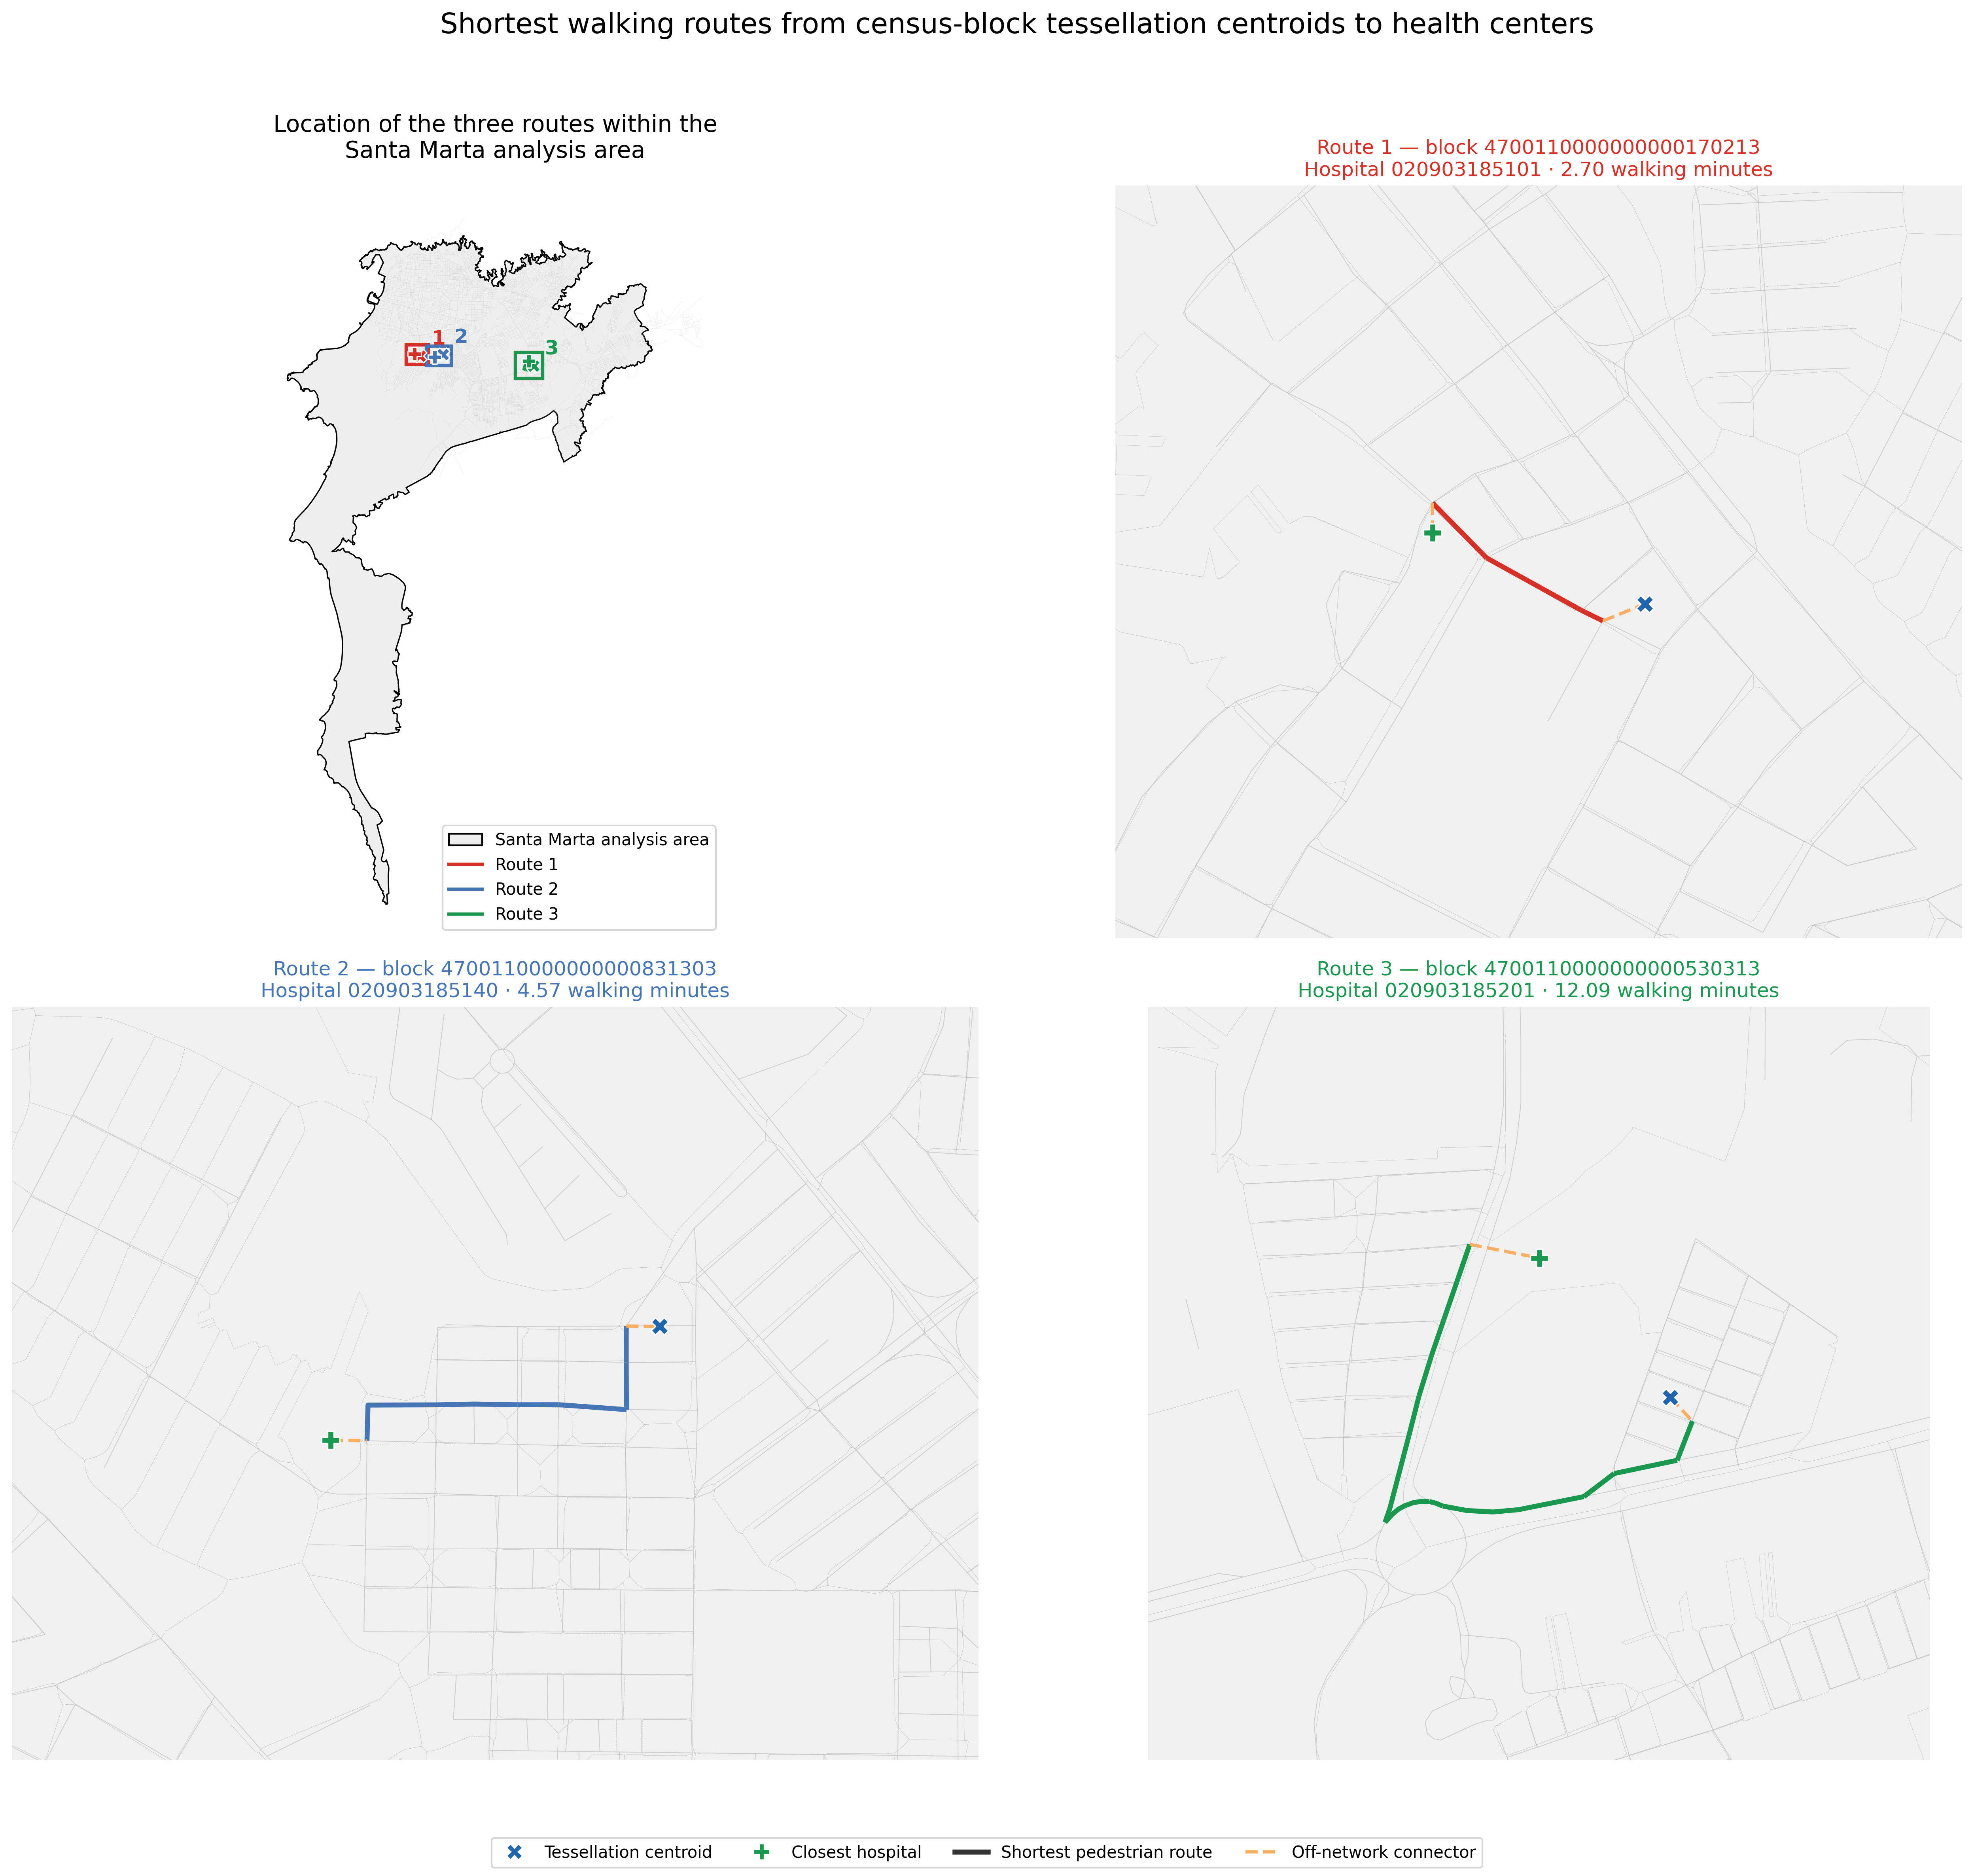 Shortest walking routes from census-block tessellation centroids to health centers
Location of the three routes within the
Santa Marta analysis area
1
2
3
Santa Marta analysis area
Route 1
Route 2
Route 3
Route 1 — block 4700110000000000170213
Hospital 020903185101 · 2.70 walking minutes
Route 2 — block 4700110000000000831303
Hospital 020903185140 · 4.57 walking minutes
Route 3 — block 4700110000000000530313
Hospital 020903185201 · 12.09 walking minutes
Tessellation centroid
Closest hospital
Shortest pedestrian route
Off-network connector